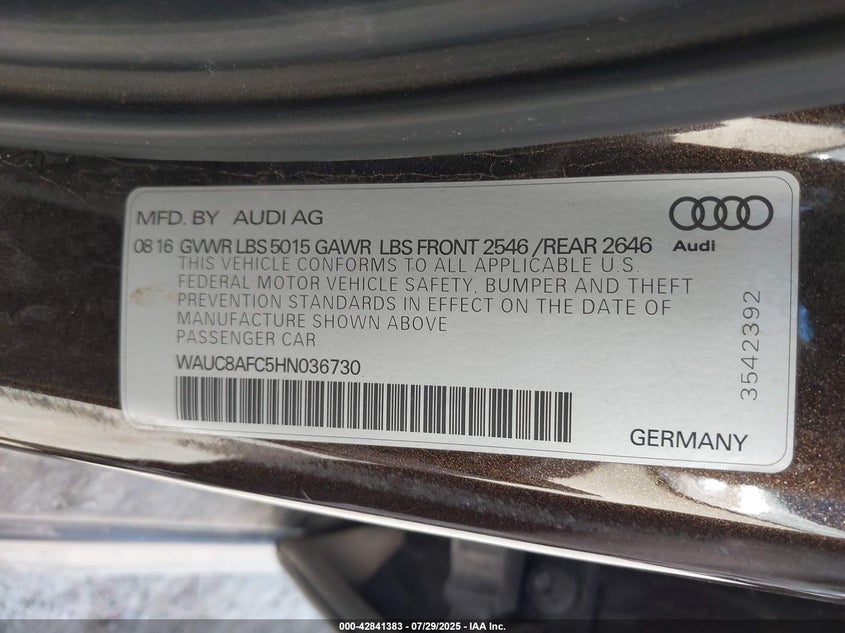 MFD. BY AUDI AG
Audi
08 16 GVWR LBS 5015 GAWR LBS FRONT 2546 /REAR 2646
THIS VEHICLE CONFORMS TO ALL APPLICABLE U.S.
FEDERAL MOTOR VEHICLE SAFETY, BUMPER AND THEFT
PREVENTION STANDARDS IN EFFECT ON THE DATE OF
MANUFACTURE SHOWN ABOVE
PASSENGER CAR
WAUC8AFC5HN036730
3542392
GERMANY
000-42841383 | 07/29/2025 - IAA Inc.